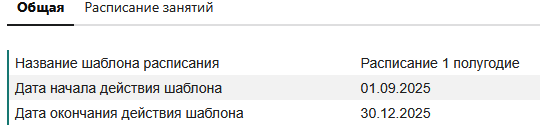 Общая Расписание занятий
Название шаблона расписания Расписание 1 полугодие
Дата начала действия шаблона 01.09.2025
Дата окончания действия шаблона 30.12.2025